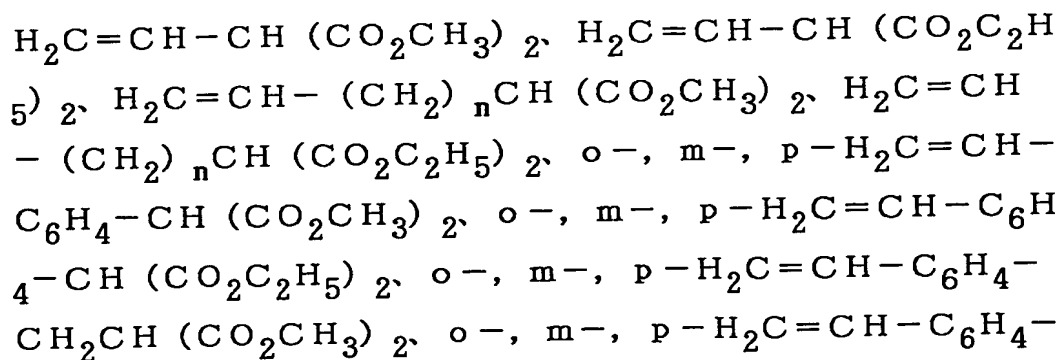 H₂C=CH−CH (CO₂CH₃) ₂、H₂C=CH−CH (CO₂C₂H
₅) ₂、H₂C=CH− (CH₂) ₙCH (CO₂CH₃) ₂、H₂C=CH
− (CH₂) ₙCH (CO₂C₂H₅) ₂、o−, m−, p−H₂C=CH−
C₆H₄−CH (CO₂CH₃) ₂、o−, m−, p−H₂C=CH−C₆H
₄−CH (CO₂C₂H₅) ₂、o−, m−, p−H₂C=CH−C₆H₄−
CH₂CH (CO₂CH₃) ₂、o−, m−, p−H₂C=CH−C₆H₄−